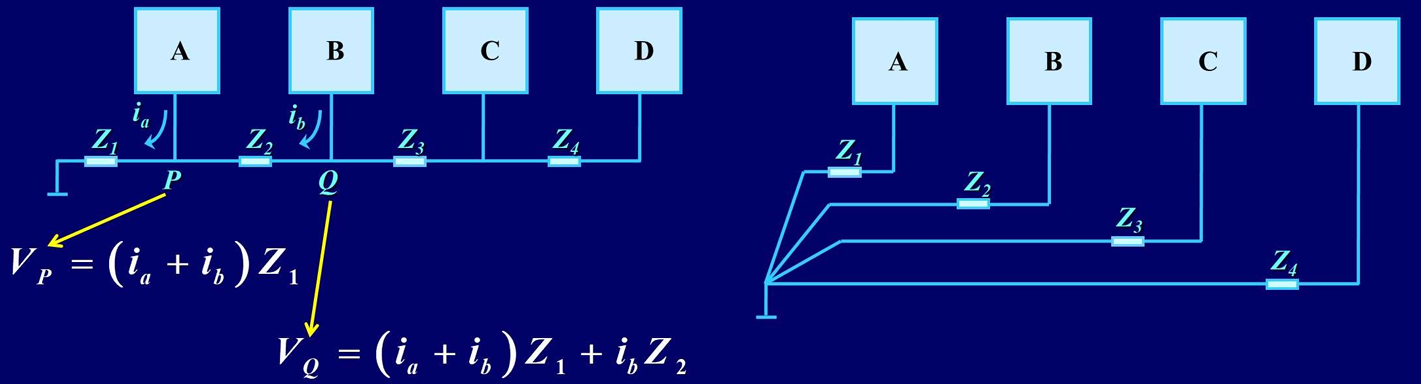 A B C D
i_a i_b
Z_1 Z_2 Z_3 Z_4
P Q
V_P = (i_a + i_b) Z_1
V_Q = (i_a + i_b) Z_1 + i_b Z_2
A B C D
Z_1
Z_2
Z_3
Z_4